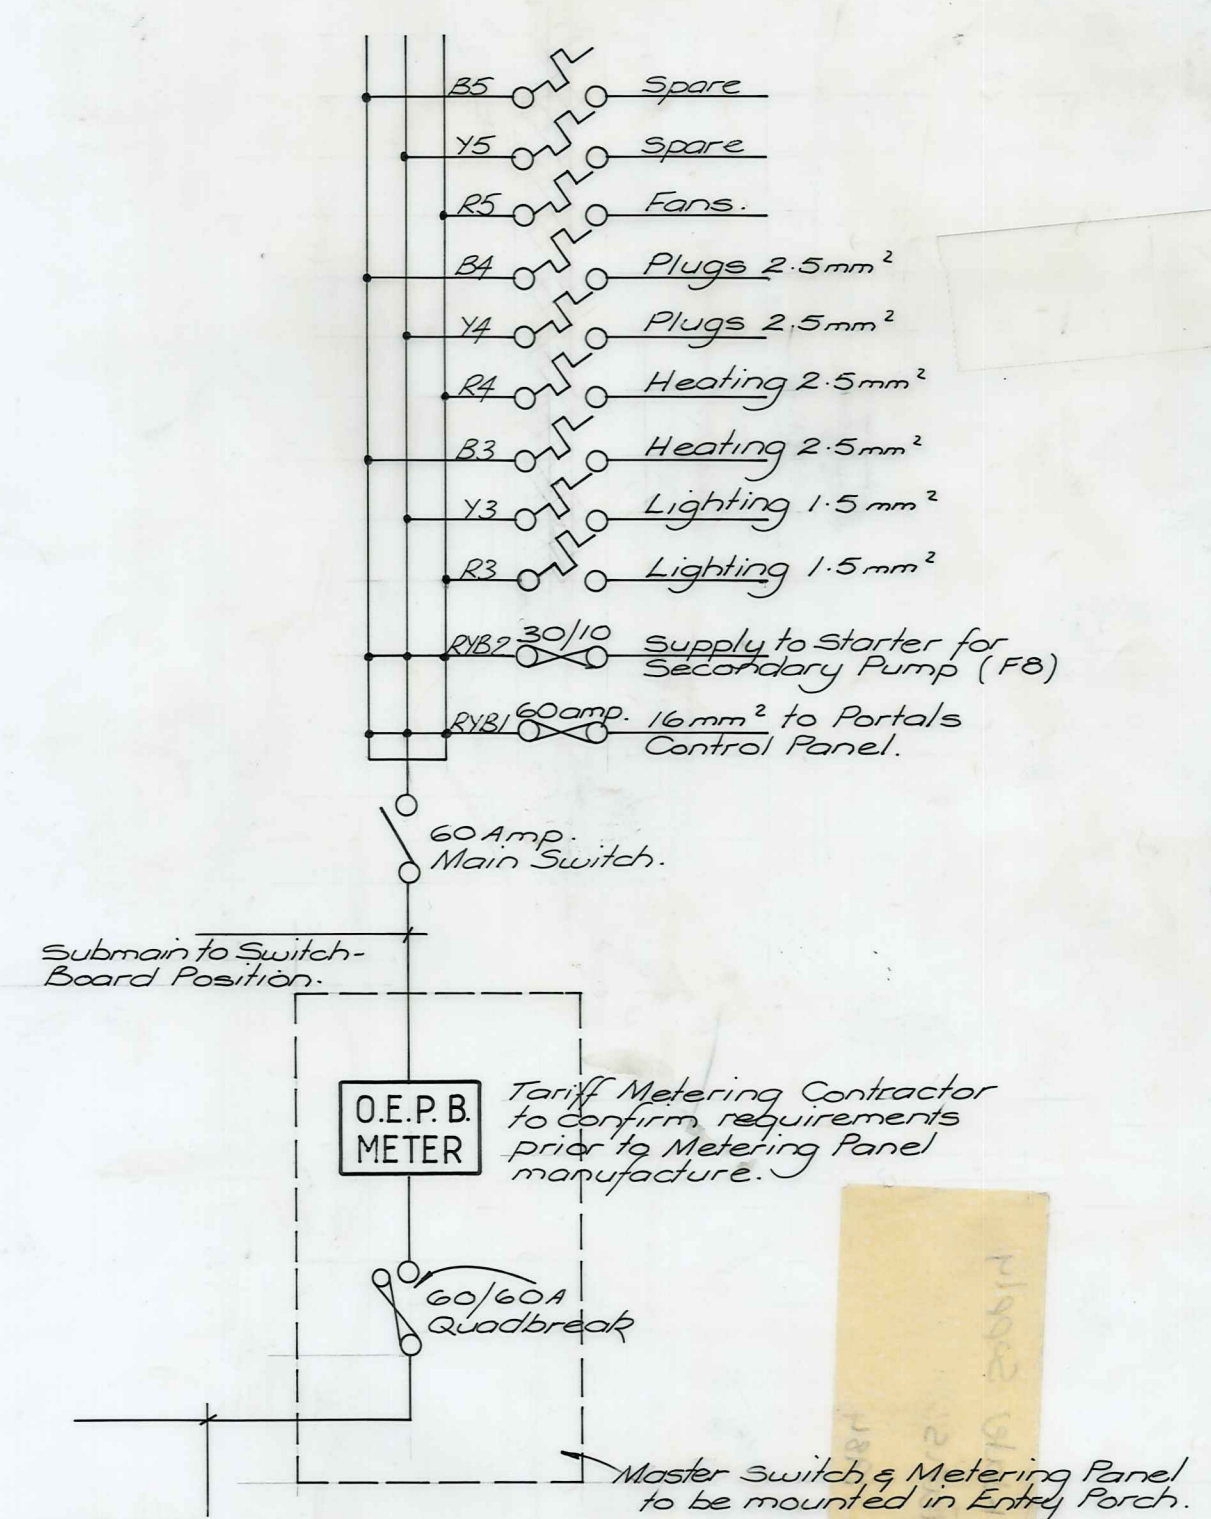 B5 Spare
Y5 Spare
R5 Fans.
B4 Plugs 2.5mm²
Y4 Plugs 2.5mm²
R4 Heating 2.5mm²
B3 Heating 2.5mm²
Y3 Lighting 1.5mm²
R3 Lighting 1.5mm²
RYB2 30/10 Supply to Starter for
Secondary Pump (F8)
RYB1 60amp. 16mm² to Portals
Control Panel.
60 Amp.
Main Switch.
Submain to Switch-
Board Position.
O.E.P.B.
METER
Tariff Metering Contractor
to confirm requirements
prior to Metering Panel
manufacture.
60/60A
Quadbreak
Master Switch & Metering Panel
to be mounted in Entry Porch.
Supply